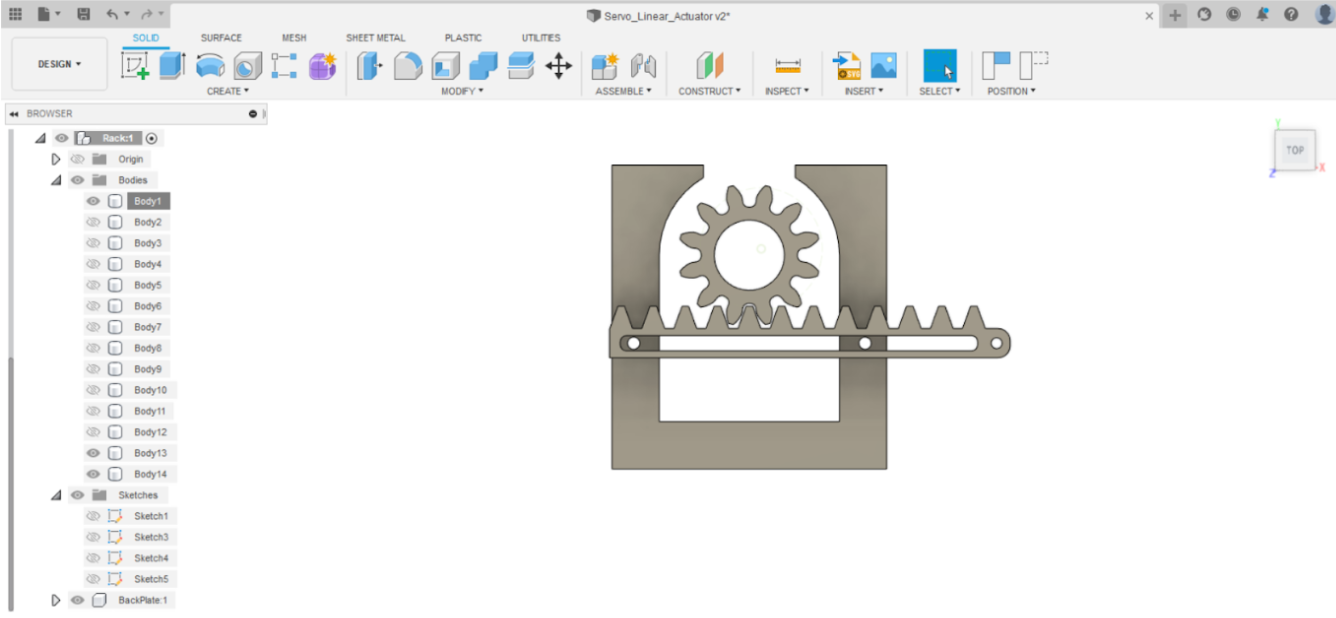 Servo_Linear_Actuator v2*
SOLID SURFACE MESH SHEET METAL PLASTIC UTILITIES
DESIGN ▾
CREATE ▾ MODIFY ▾ ASSEMBLE ▾ CONSTRUCT ▾ INSPECT ▾ INSERT ▾ SELECT ▾ POSITION ▾
BROWSER
Rack:1
Origin
Bodies
Body1
Body2
Body3
Body4
Body5
Body6
Body7
Body8
Body9
Body10
Body11
Body12
Body13
Body14
Sketches
Sketch1
Sketch3
Sketch4
Sketch5
BackPlate:1
Y
TOP
X
Z